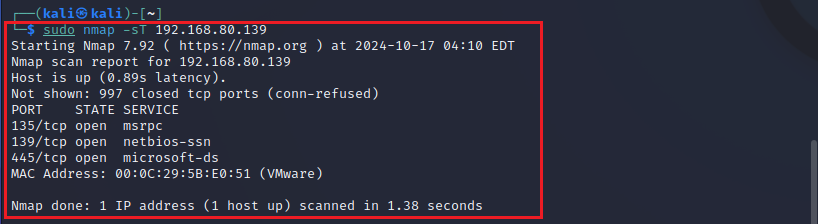 ┌──(kali㉿kali)-[~]
└─$ sudo nmap -sT 192.168.80.139
Starting Nmap 7.92 ( https://nmap.org ) at 2024-10-17 04:10 EDT
Nmap scan report for 192.168.80.139
Host is up (0.89s latency).
Not shown: 997 closed tcp ports (conn-refused)
PORT    STATE SERVICE
135/tcp open  msrpc
139/tcp open  netbios-ssn
445/tcp open  microsoft-ds
MAC Address: 00:0C:29:5B:E0:51 (VMware)
Nmap done: 1 IP address (1 host up) scanned in 1.38 seconds